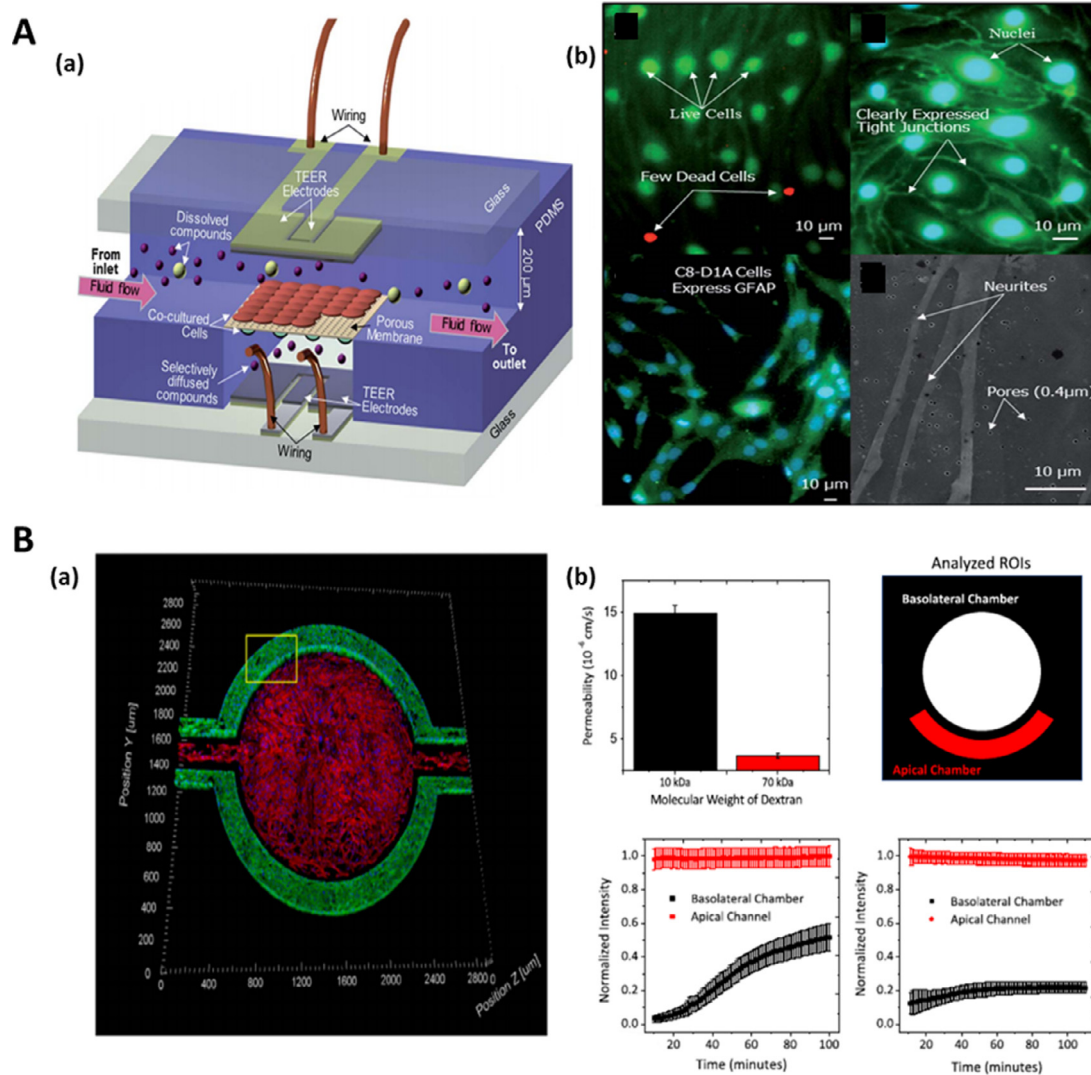 A
(a)
Wiring
TEER
Electrodes
Glass
PDMS
Dissolved
compounds
From
inlet
Fluid flow
200 µm
Co-cultured
Cells
Porous
Membrane
Fluid flow
To
outlet
Selectively
diffused
compounds
TEER
Electrodes
Wiring
Glass
(b)
Live Cells
Few Dead Cells
10 µm
Nuclei
Clearly Expressed
Tight Junctions
10 µm
C8-D1A Cells
Express GFAP
10 µm
Neurites
Pores (0.4µm)
10 µm
B
(a)
2800
2600
2400
2200
2000
1800
1600
1400
1200
1000
800
600
400
200
0
Position Y [um]
0
400
800
1200
1600
2000
2400
2800
0
Position Z [um]
(b)
15
10
5
Permeability (10⁻⁶ cm/s)
10 kDa
70 kDa
Molecular Weight of Dextran
Analyzed ROIs
Basolateral Chamber
Apical Chamber
1.0
0.8
0.6
0.4
0.2
0.0
Normalized Intensity
Basolateral Chamber
Apical Channel
20
40
60
80
100
Time (minutes)
1.0
0.8
0.6
0.4
0.2
0.0
Normalized Intensity
Basolateral Chamber
Apical Channel
20
40
60
80
100
Time (minutes)